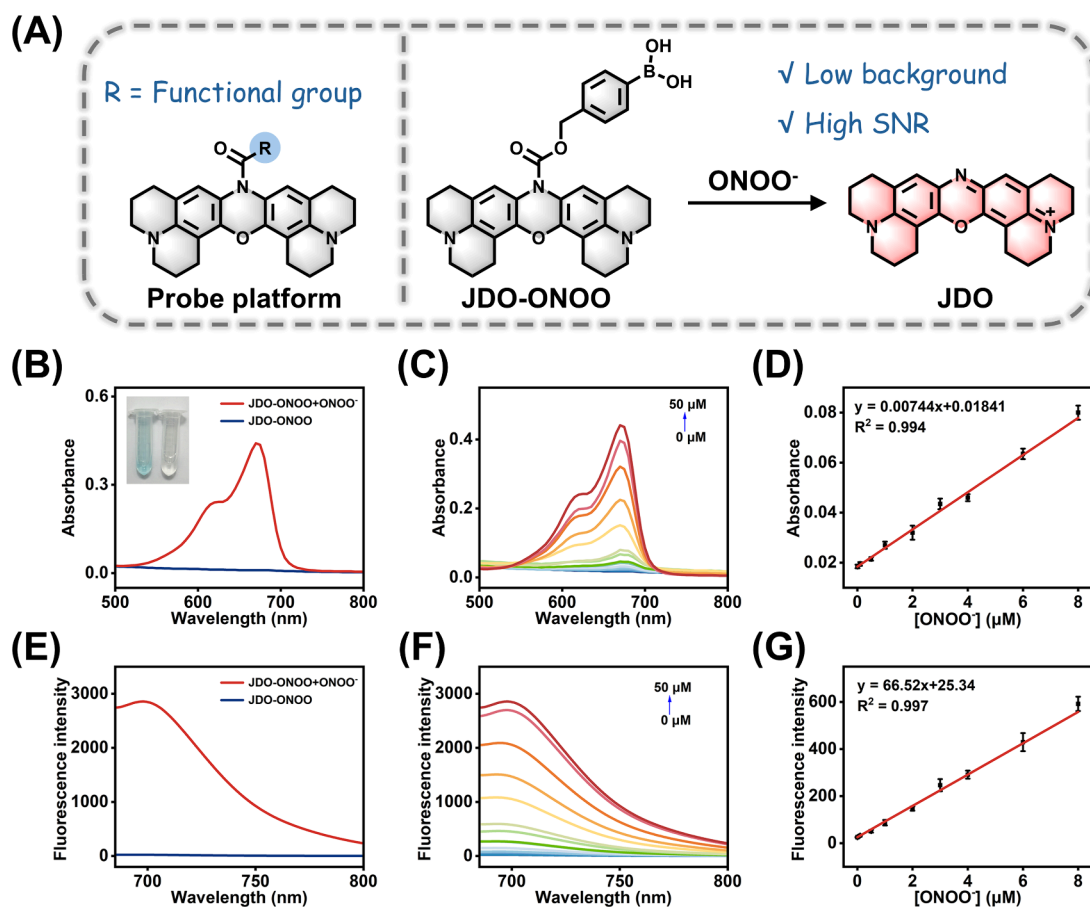 (A)
R = Functional group
O
R
N
N
O
N
Probe platform
OH
B
OH
O
O
N
N
O
N
JDO-ONOO
√ Low background
√ High SNR
ONOO⁻
N
O
N⁺
JDO
(B)
Absorbance
0.6
0.3
0.0
JDO-ONOO+ONOO⁻
JDO-ONOO
500 600 700 800
Wavelength (nm)
(C)
Absorbance
0.4
0.2
0.0
50 µM
0 µM
500 600 700 800
Wavelength (nm)
(D)
Absorbance
0.08
0.06
0.04
0.02
y = 0.00744x+0.01841
R² = 0.994
0 2 4 6 8
[ONOO⁻] (µM)
(E)
Fluorescence intensity
3000
2000
1000
0
JDO-ONOO+ONOO⁻
JDO-ONOO
700 750 800
Wavelength (nm)
(F)
Fluorescence intensity
3000
2000
1000
0
50 µM
0 µM
700 750 800
Wavelength (nm)
(G)
Fluorescence intensity
600
400
200
0
y = 66.52x+25.34
R² = 0.997
0 2 4 6 8
[ONOO⁻] (µM)